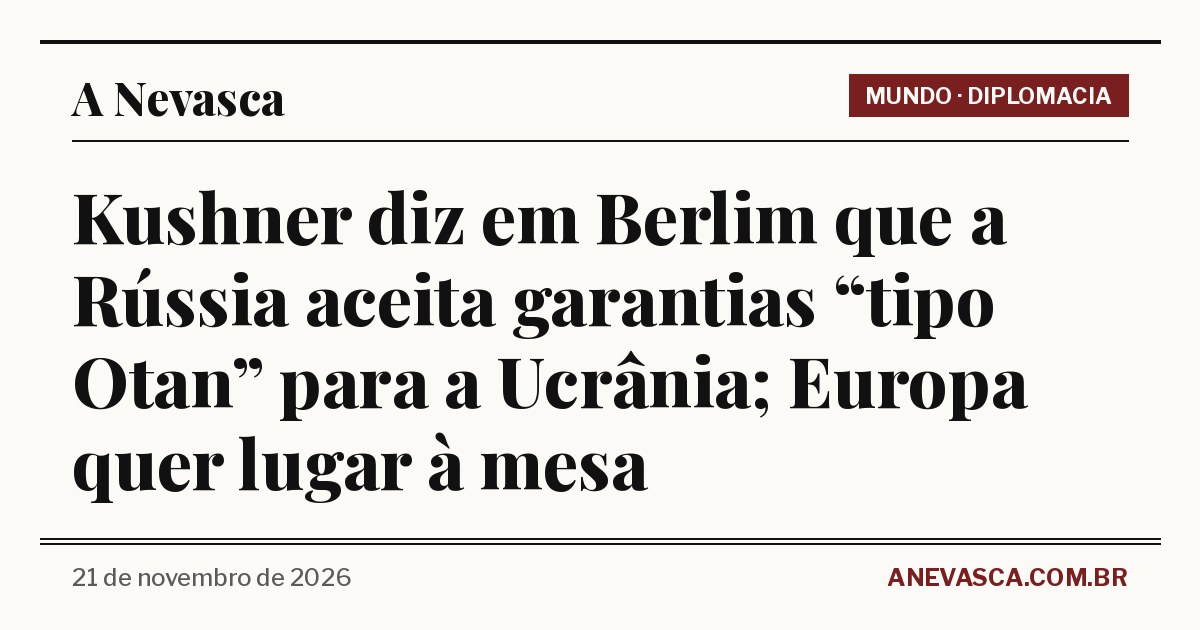 A Nevasca
MUNDO · DIPLOMACIA
Kushner diz em Berlim que a
Rússia aceita garantias “tipo
Otan” para a Ucrânia; Europa
quer lugar à mesa
21 de novembro de 2026
ANEVASCA.COM.BR